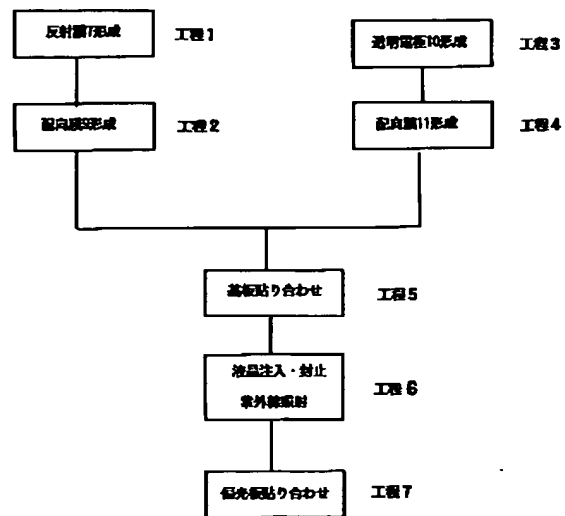 反射膜7形成
工程1
透明電極10形成
工程3
配向膜9形成
工程2
配向膜11形成
工程4
基板貼り合わせ
工程5
液晶注入・封止
紫外線照射
工程6
偏光板貼り合わせ
工程7